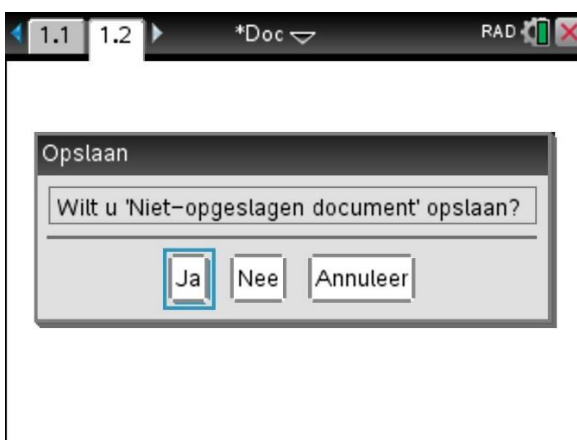 1.1 1.2 *Doc RAD
Opslaan
Wilt u 'Niet-opgeslagen document' opslaan?
Ja Nee Annuleer